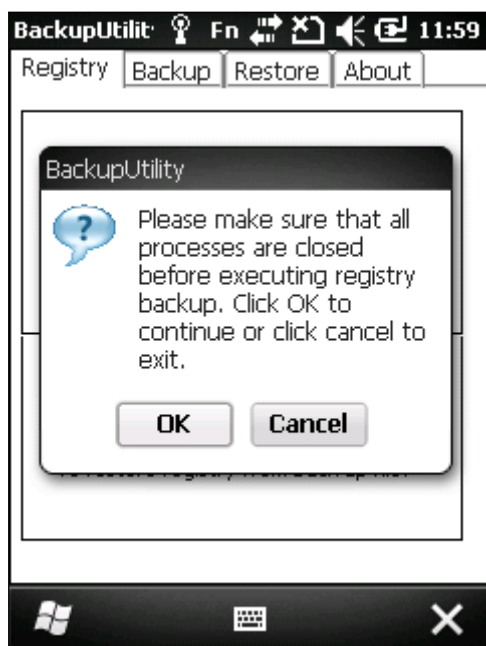 BackupUtilit Fn 11:59
Registry Backup Restore About
BackupUtility
?
Please make sure that all
processes are closed
before executing registry
backup. Click OK to
continue or click cancel to
exit.
OK Cancel